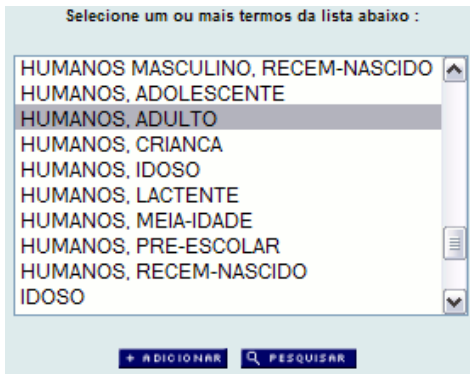 Selecione um ou mais termos da lista abaixo :
HUMANOS MASCULINO, RECEM-NASCIDO
HUMANOS, ADOLESCENTE
HUMANOS, ADULTO
HUMANOS, CRIANCA
HUMANOS, IDOSO
HUMANOS, LACTENTE
HUMANOS, MEIA-IDADE
HUMANOS, PRE-ESCOLAR
HUMANOS, RECEM-NASCIDO
IDOSO
+ ADICIONAR PESQUISAR